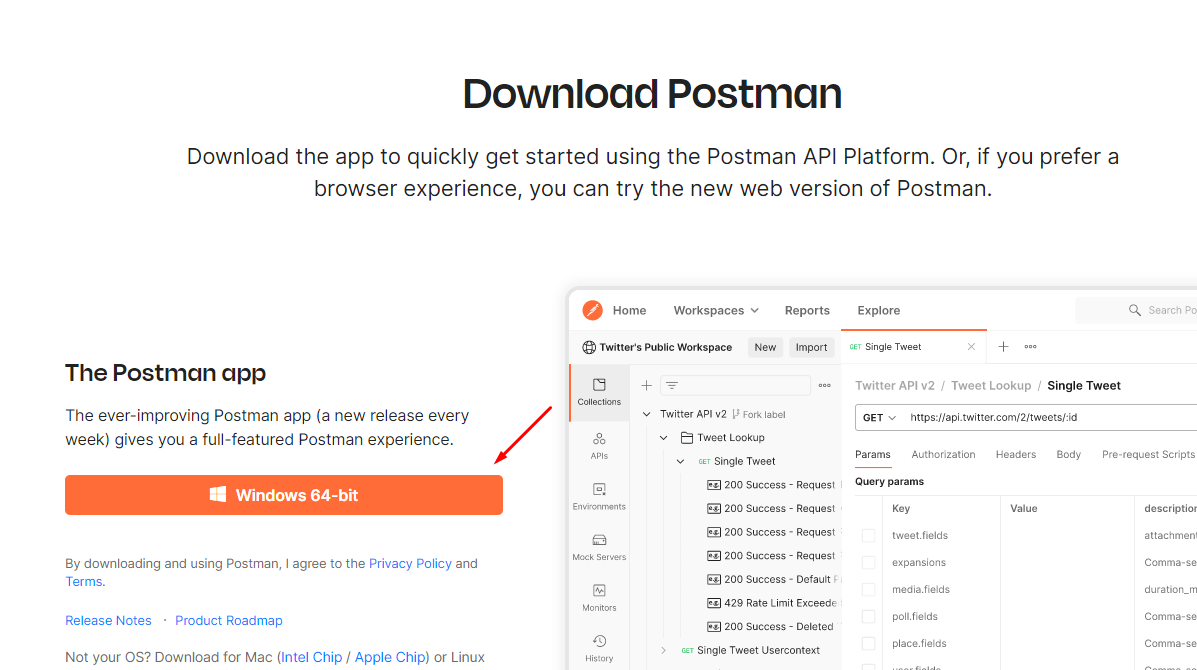 Download Postman
Download the app to quickly get started using the Postman API Platform. Or, if you prefer a
browser experience, you can try the new web version of Postman.
The Postman app
The ever-improving Postman app (a new release every
week) gives you a full-featured Postman experience.
Windows 64-bit
By downloading and using Postman, I agree to the Privacy Policy and
Terms.
Release Notes · Product Roadmap
Not your OS? Download for Mac (Intel Chip / Apple Chip) or Linux
Home Workspaces Reports Explore Search Po
Twitter's Public Workspace New Import
GET Single Tweet
Collections
APIs
Environments
Mock Servers
Monitors
History
Twitter API v2 Fork label
Tweet Lookup
GET Single Tweet
e.g. 200 Success - Request
e.g. 200 Success - Request
e.g. 200 Success - Request
e.g. 200 Success - Request
e.g. 200 Success - Default
e.g. 429 Rate Limit Exceede
e.g. 200 Success - Deleted
GET Single Tweet Usercontext
Twitter API v2 / Tweet Lookup / Single Tweet
GET https://api.twitter.com/2/tweets/:id
Params Authorization Headers Body Pre-request Scripts
Query params
Key Value description
tweet.fields attachment
expansions Comma-se
media.fields duration_m
poll.fields Comma-se
place.fields Comma-se